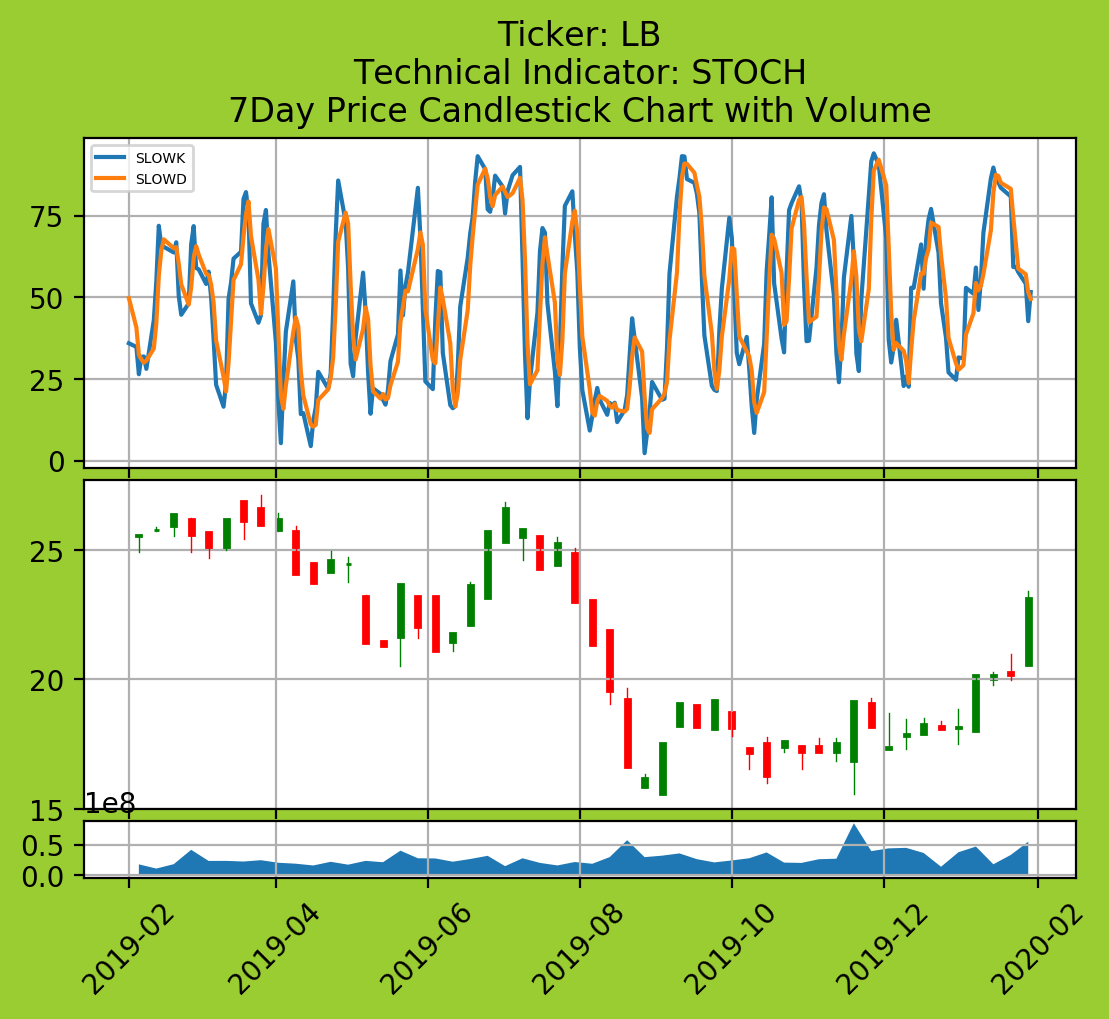 Ticker: LB
Technical Indicator: STOCH
7Day Price Candlestick Chart with Volume
SLOWK
SLOWD
75
50
25
0
25
20
15
1e8
0.5
0.0
2019-02
2019-04
2019-06
2019-08
2019-10
2019-12
2020-02